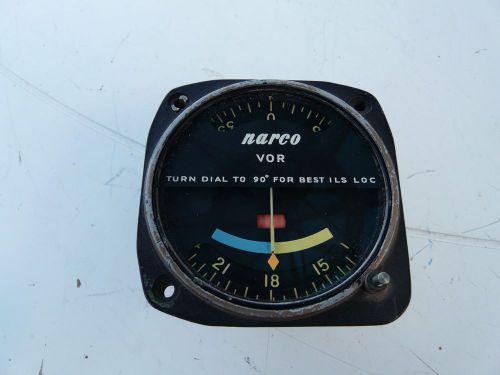 33 0 3
narco
VOR
TURN DIAL TO 90° FOR BEST ILS LOC
21 18 15